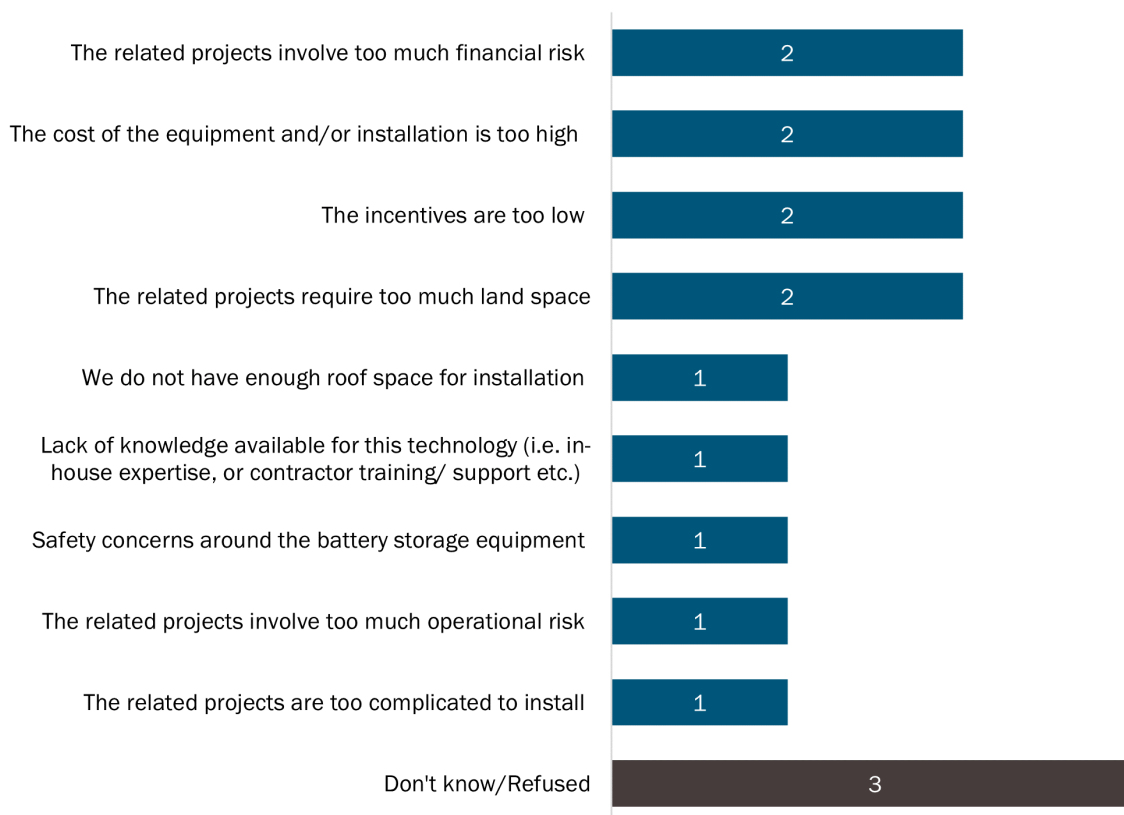 The related projects involve too much financial risk 2
The cost of the equipment and/or installation is too high 2
The incentives are too low 2
The related projects require too much land space 2
We do not have enough roof space for installation 1
Lack of knowledge available for this technology (i.e. in-
house expertise, or contractor training/ support etc.) 1
Safety concerns around the battery storage equipment 1
The related projects involve too much operational risk 1
The related projects are too complicated to install 1
Don't know/Refused 3